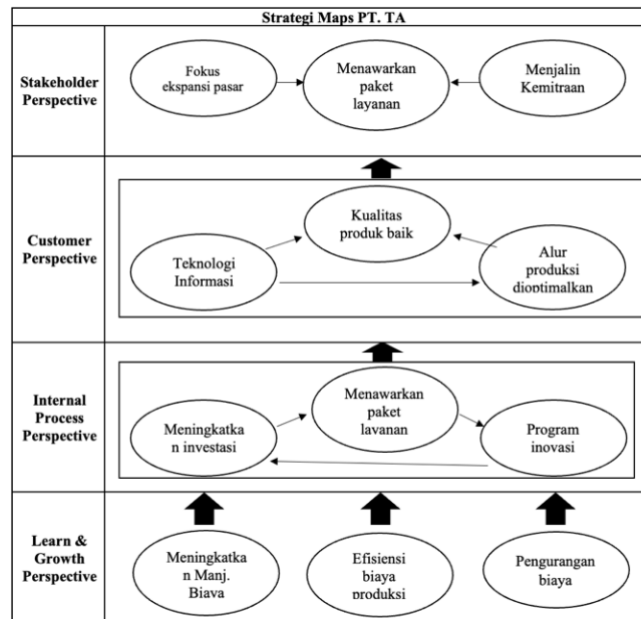 Strategi Maps PT. TA
Stakeholder
Perspective
Fokus
ekspansi pasar
Menawarkan
paket
layanan
Menjalin
Kemitraan
Customer
Perspective
Kualitas
produk baik
Teknologi
Informasi
Alur
produksi
dioptimalkan
Internal
Process
Perspective
Menawarkan
paket
layanan
Meningkatka
n investasi
Program
inovasi
Learn &
Growth
Perspective
Meningkatka
n Manj.
Biaya
Efisiensi
biaya
produksi
Pengurangan
biaya